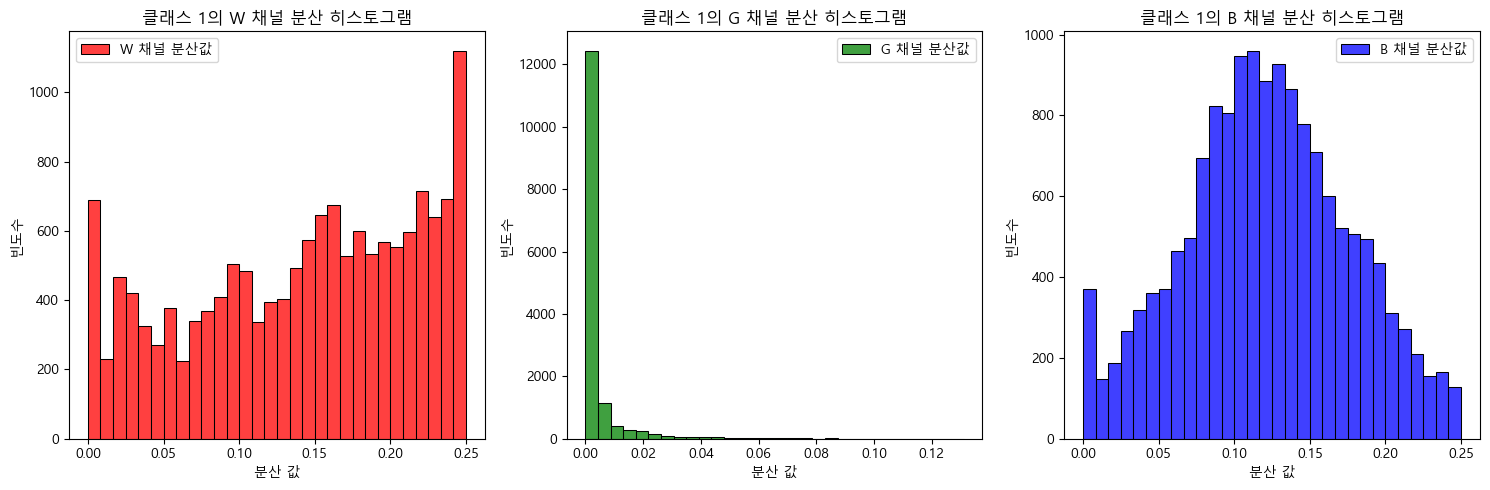 클래스 1의 W 채널 분산 히스토그램
W 채널 분산값
빈도수
1000
800
600
400
200
0
0.00 0.05 0.10 0.15 0.20 0.25
분산 값
클래스 1의 G 채널 분산 히스토그램
G 채널 분산값
빈도수
12000
10000
8000
6000
4000
2000
0
0.00 0.02 0.04 0.06 0.08 0.10 0.12
분산 값
클래스 1의 B 채널 분산 히스토그램
B 채널 분산값
빈도수
1000
800
600
400
200
0
0.00 0.05 0.10 0.15 0.20 0.25
분산 값